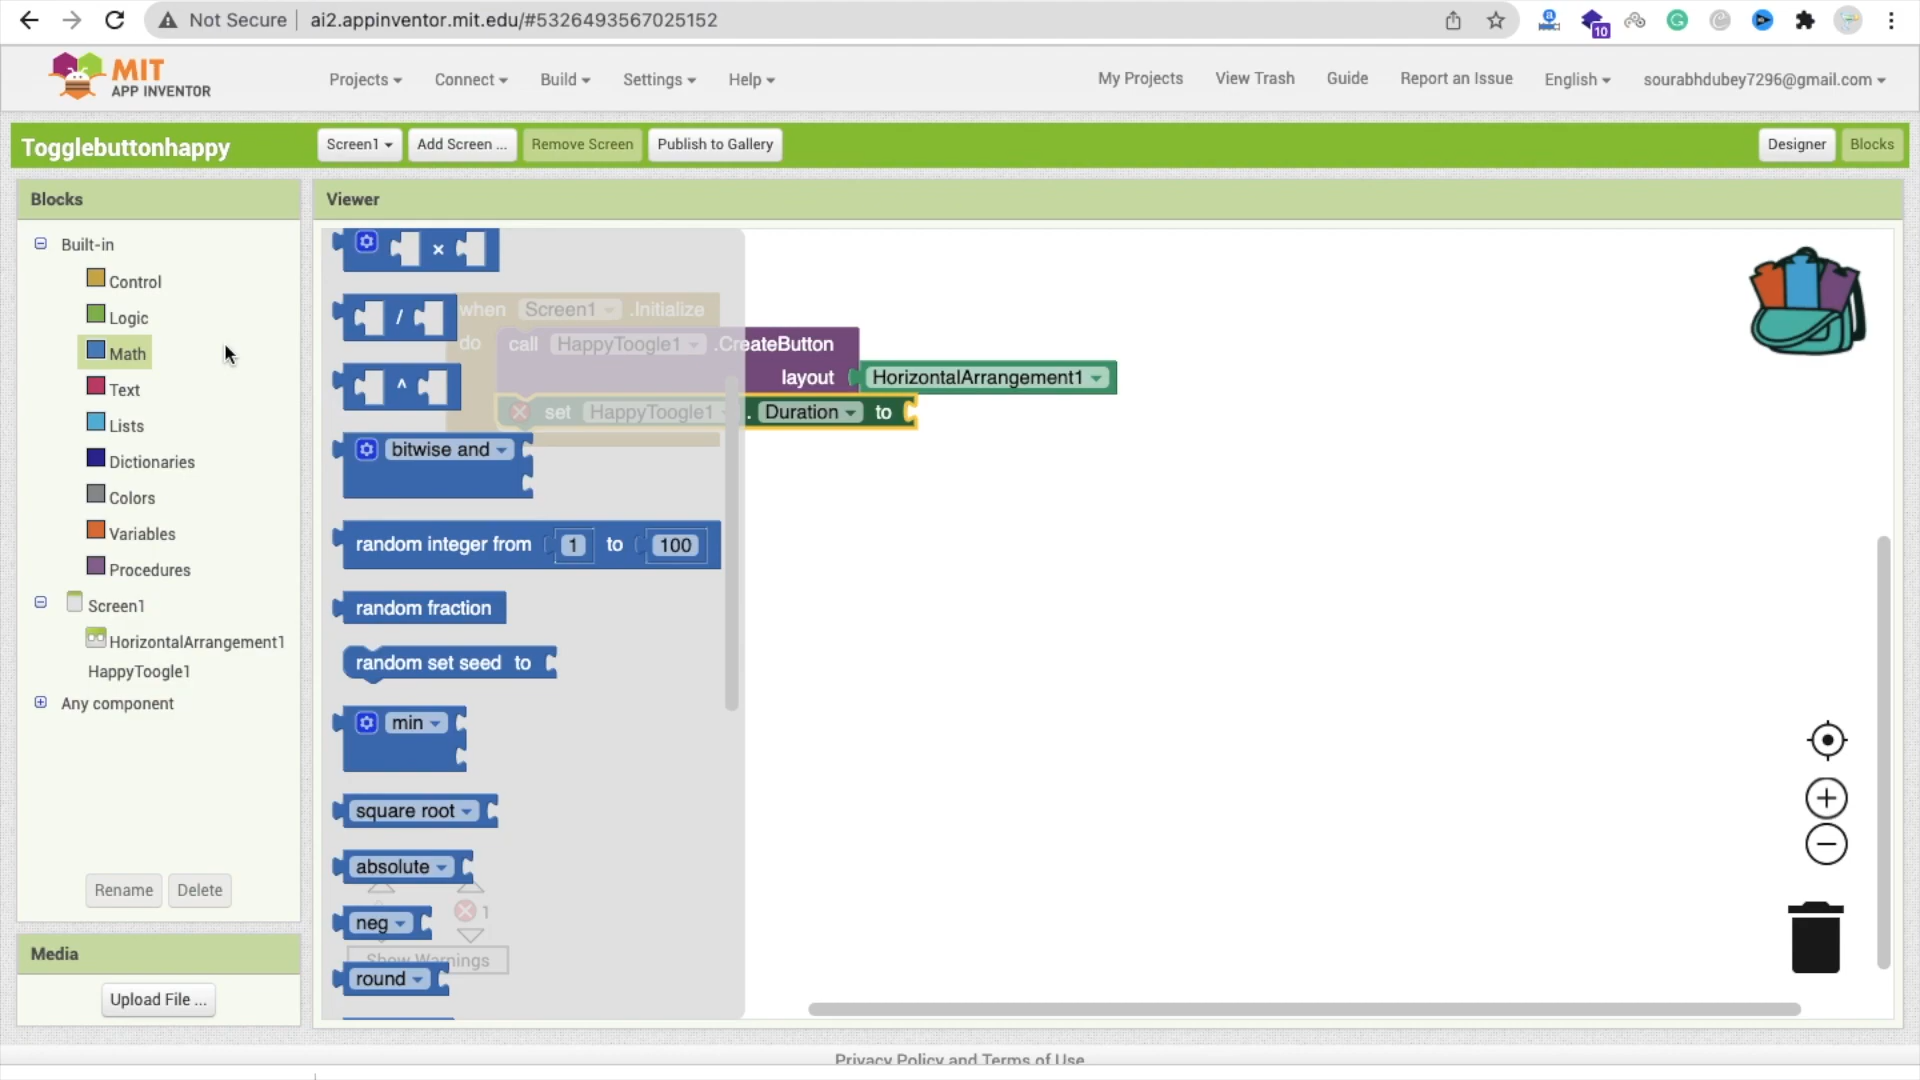 Not Secure
ai2.appinventor.mit.edu/#5326493567025152
10
MIT
APP INVENTOR
Projects
Connect
Build
Settings
Help
My Projects
View Trash
Guide
Report an Issue
English
sourabhdubey7296@gmail.com
Togglebuttonhappy
Screen1
Add Screen ...
Remove Screen
Publish to Gallery
Designer
Blocks
Blocks
Viewer
Built-in
Control
Logic
Math
Text
Lists
Dictionaries
Colors
Variables
Procedures
Screen1
HorizontalArrangement1
HappyToogle1
Any component
Rename
Delete
Media
Upload File ...
×
/
^
when Screen1 .Initialize
do call HappyToogle1 .CreateButton
layout HorizontalArrangement1
set HappyToogle1 . Duration to
bitwise and
random integer from 1 to 100
random fraction
random set seed to
min
square root
absolute
neg
1
Show Warnings
round
Privacy Policy and Terms of Use